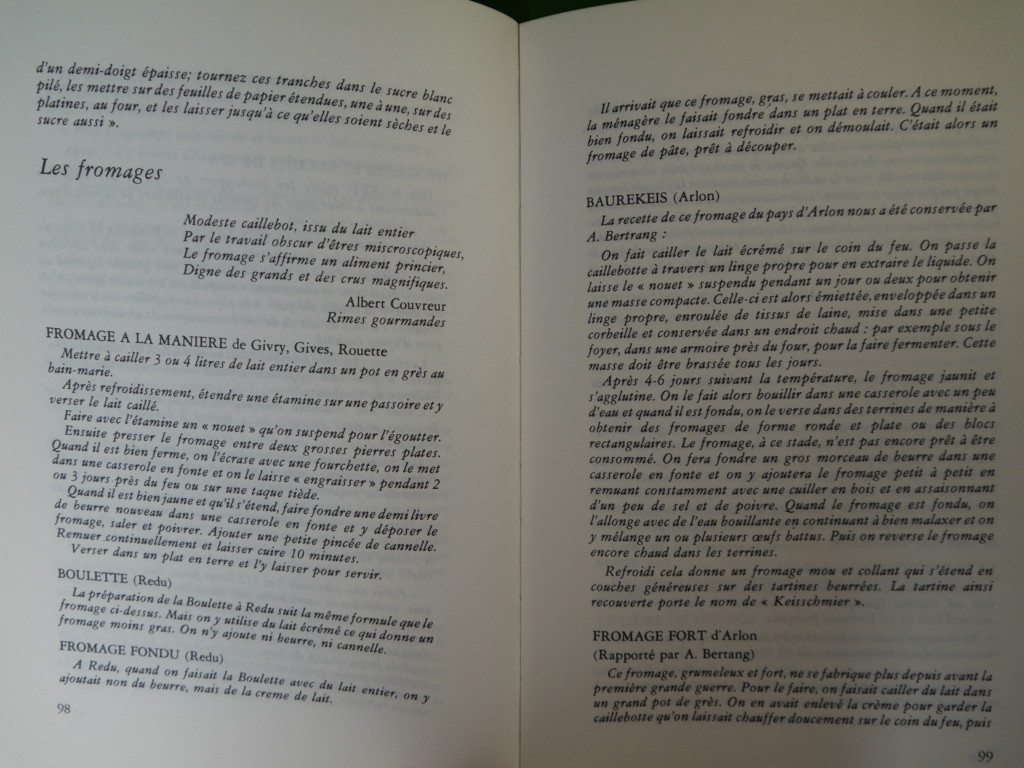 d'un demi-doigt épaisse; tournez ces tranches dans le sucre blanc
pilé, les mettre sur des feuilles de papier étendues, une à une, sur des
platines, au four, et les laisser jusqu'à ce qu'elles soient sèches et le
sucre aussi ».
Les fromages
Modeste caillebot, issu du lait entier
Par le travail obscur d'êtres miscroscopiques,
Le fromage s'affirme un aliment princier,
Digne des grands et des crus magnifiques.
Albert Couvreur
Rimes gourmandes
FROMAGE A LA MANIERE de Givry, Gives, Rouette
Mettre à cailler 3 ou 4 litres de lait entier dans un pot en grès au
bain-marie.
Après refroidissement, étendre une étamine sur une passoire et y
verser le lait caillé.
Faire avec l'étamine un « nouet » qu'on suspend pour l'égoutter.
Ensuite presser le fromage entre deux grosses pierres plates.
Quand il est bien ferme, on l'écrase avec une fourchette, on le met
dans une casserole en fonte et on le laisse « engraisser » pendant 2
ou 3 jours près du feu ou sur une taque tiède.
Quand il est bien jaune et qu'il s'étend, faire fondre une demi livre
de beurre nouveau dans une casserole en fonte et y déposer le
fromage, saler et poivrer. Ajouter une petite pincée de cannelle.
Remuer continuellement et laisser cuire 10 minutes.
Verser dans un plat en terre et l'y laisser pour servir.
BOULETTE (Redu)
La préparation de la Boulette à Redu suit la même formule que le
fromage ci-dessus. Mais on y utilise du lait écrémé ce qui donne un
fromage moins gras. On n'y ajoute ni beurre, ni cannelle.
FROMAGE FONDU (Redu)
A Redu, quand on faisait la Boulette avec du lait entier, on y
ajoutait non du beurre, mais de la creme de lait.
98
Il arrivait que ce fromage, gras, se mettait à couler. A ce moment,
la ménagère le faisait fondre dans un plat en terre. Quand il était
bien fondu, on laissait refroidir et on démoulait. C'était alors un
fromage de pâte, prêt à découper.
BAUREKEIS (Arlon)
La recette de ce fromage du pays d'Arlon nous a été conservée par
A. Bertrang :
On fait cailler le lait écrémé sur le coin du feu. On passe la
caillebotte à travers un linge propre pour en extraire le liquide. On
laisse le « nouet » suspendu pendant un jour ou deux pour obtenir
une masse compacte. Celle-ci est alors émiettée, enveloppée dans un
linge propre, enroulée de tissus de laine, mise dans une petite
corbeille et conservée dans un endroit chaud : par exemple sous le
foyer, dans une armoire près du four, pour la faire fermenter. Cette
masse doit être brassée tous les jours.
Après 4-6 jours suivant la température, le fromage jaunit et
s'agglutine. On le fait alors bouillir dans une casserole avec un peu
d'eau et quand il est fondu, on le verse dans des terrines de manière à
obtenir des fromages de forme ronde et plate ou des blocs
rectangulaires. Le fromage, à ce stade, n'est pas encore prêt à être
consommé. On fera fondre un gros morceau de beurre dans une
casserole en fonte et on y ajoutera le fromage petit à petit en
remuant constamment avec une cuiller en bois et en assaisonnant
d'un peu de sel et de poivre. Quand le fromage est fondu, on
l'allonge avec de l'eau bouillante en continuant à bien malaxer et on
y mélange un ou plusieurs œufs battus. Puis on reverse le fromage
encore chaud dans les terrines.
Refroidi cela donne un fromage mou et collant qui s'étend en
couches généreuses sur des tartines beurrées. La tartine ainsi
recouverte porte le nom de « Keisschmier ».
FROMAGE FORT d'Arlon
(Rapporté par A. Bertang)
Ce fromage, grumeleux et fort, ne se fabrique plus depuis avant la
première grande guerre. Pour le faire, on faisait cailler du lait dans
un grand pot de grès. On en avait enlevé la crème pour garder la
caillebotte qu'on laissait chauffer doucement sur le coin du feu, puis
99